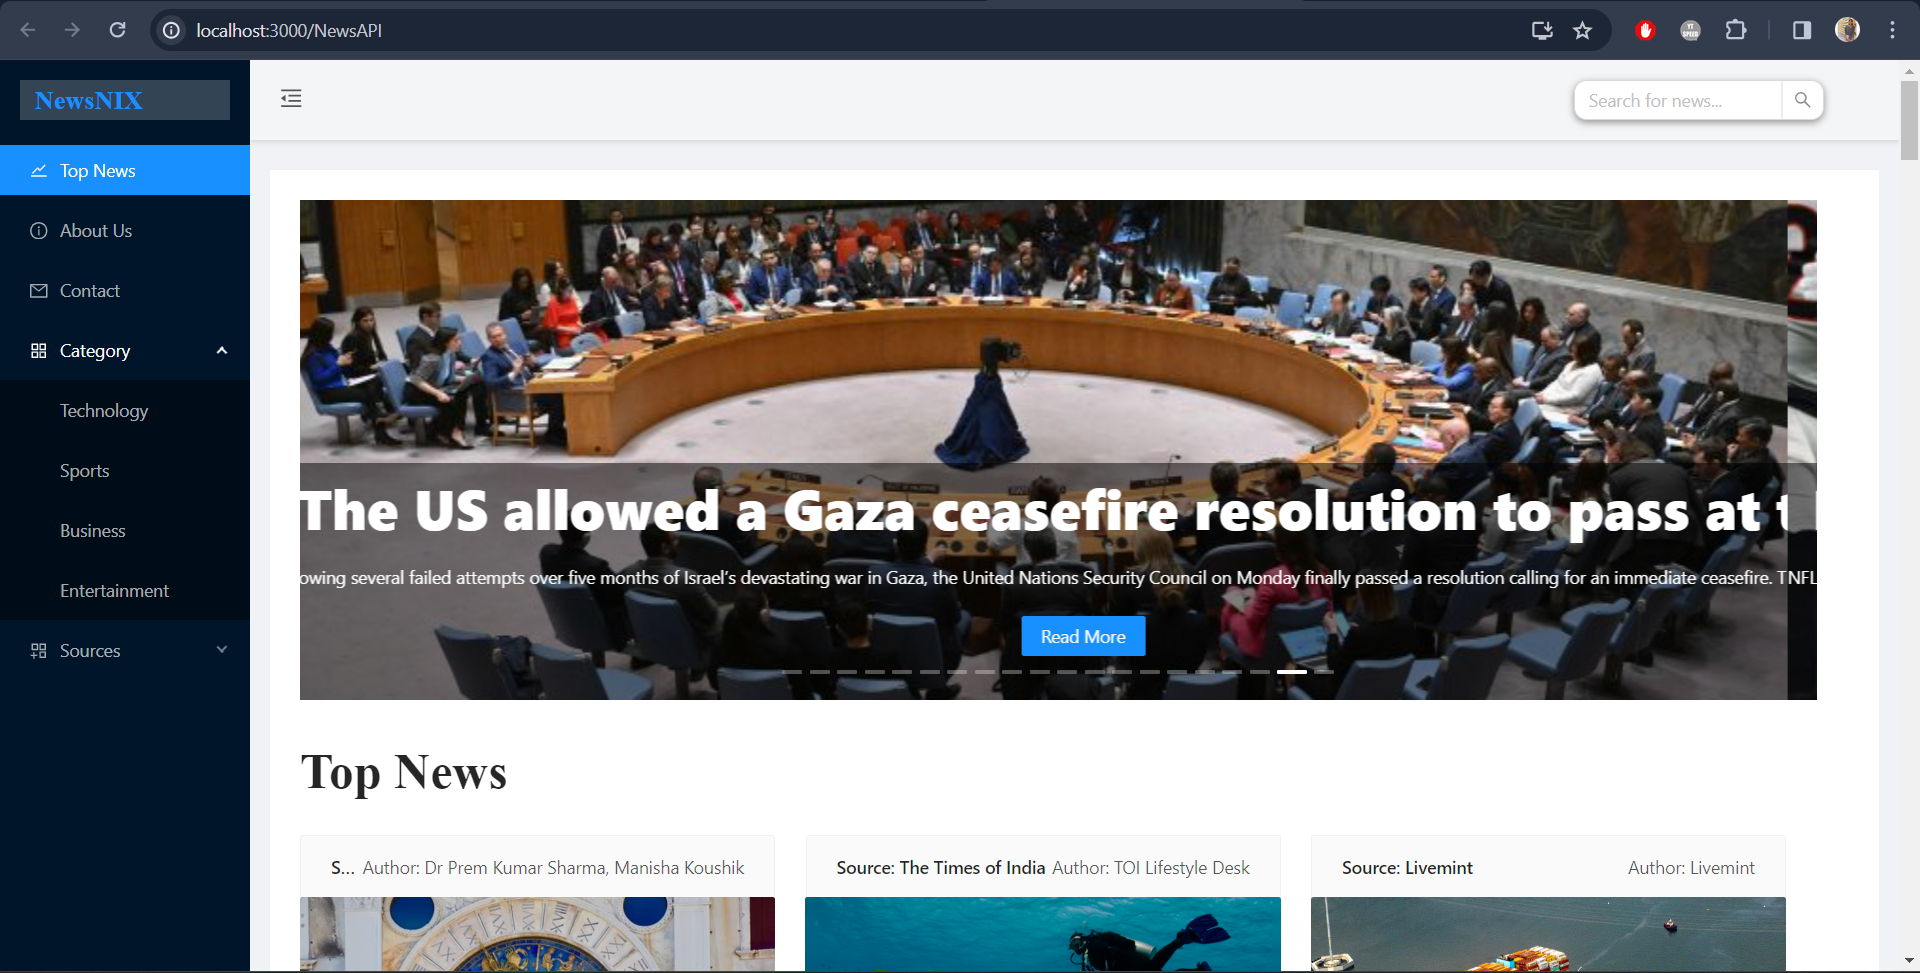 localhost:3000/NewsAPI
NewsNIX
Search for news...
Top News
About Us
Contact
Category
Technology
Sports
Business
Entertainment
Sources
The US allowed a Gaza ceasefire resolution to pass at t
owing several failed attempts over five months of Israel’s devastating war in Gaza, the United Nations Security Council on Monday finally passed a resolution calling for an immediate ceasefire. TNFL
Read More
Top News
S... Author: Dr Prem Kumar Sharma, Manisha Koushik
Source: The Times of India Author: TOI Lifestyle Desk
Source: Livemint Author: Livemint